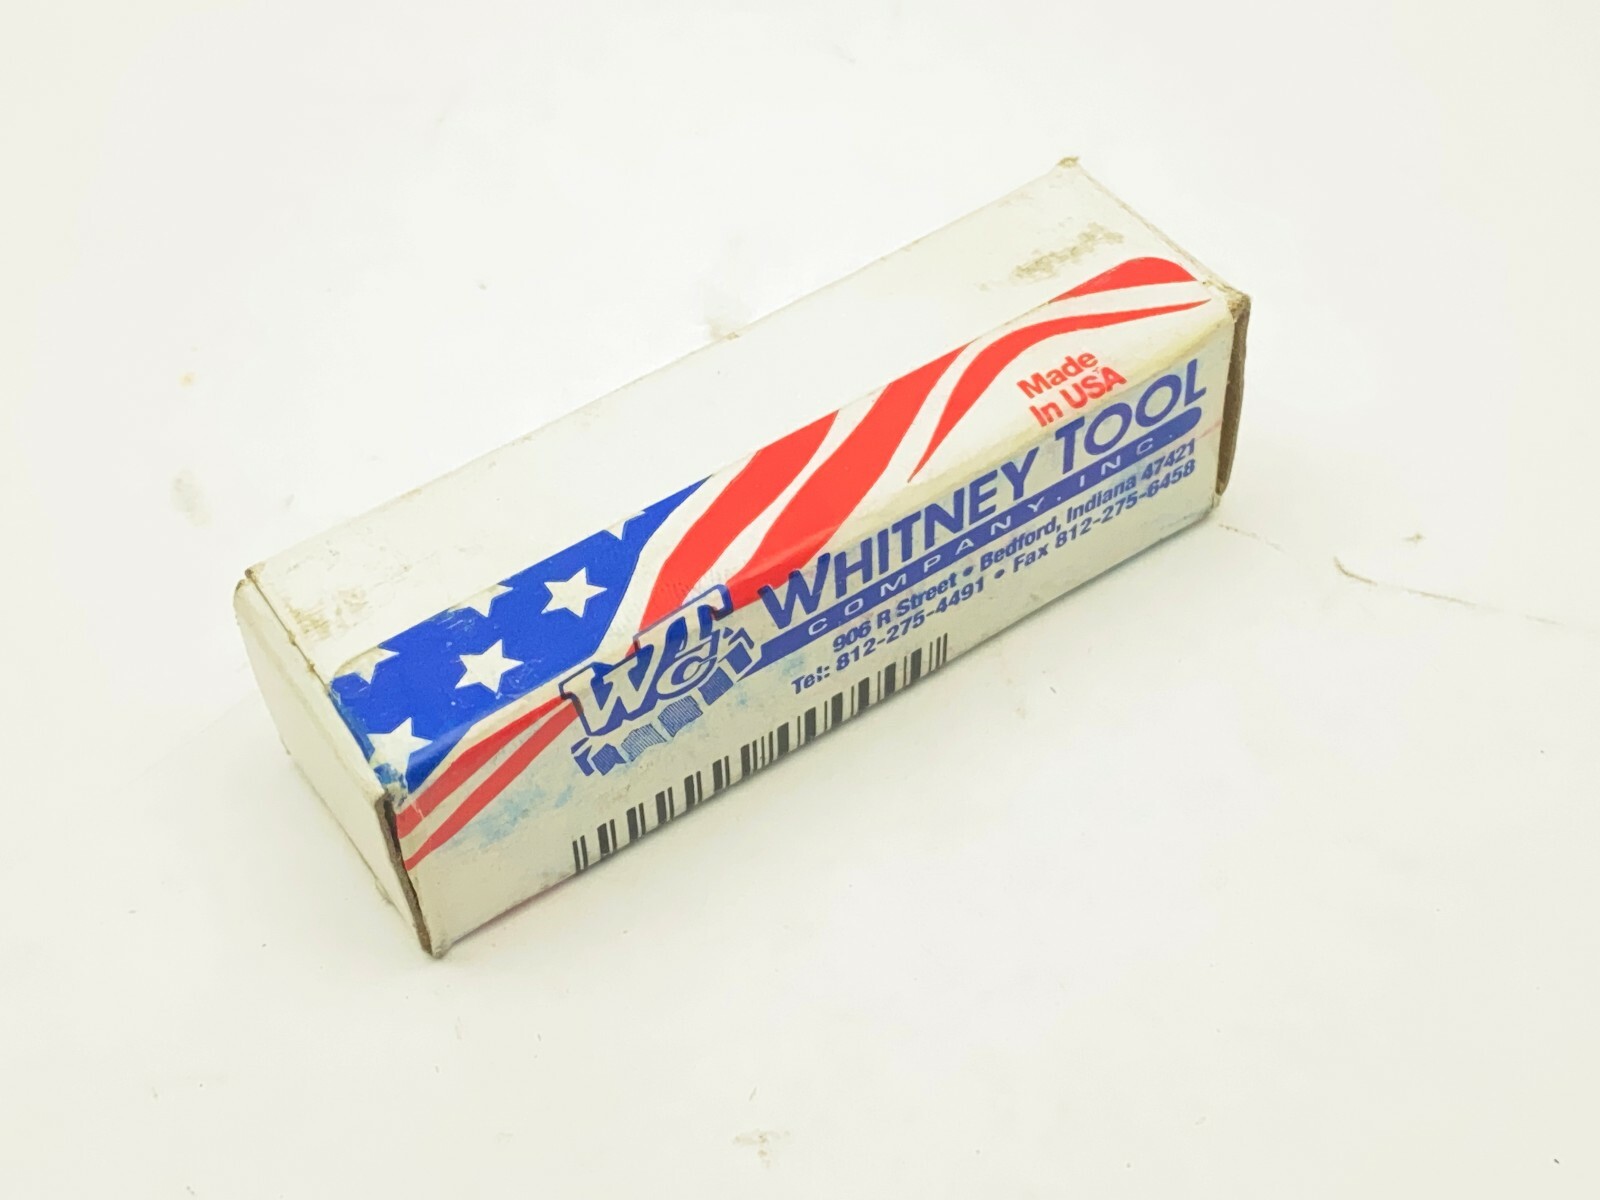 Made
In USA
WTC
WHITNEY TOOL
COMPANY, INC.
906 R Street • Bedford, Indiana 47421
Tel: 812-275-4491 • Fax 812-275-6458